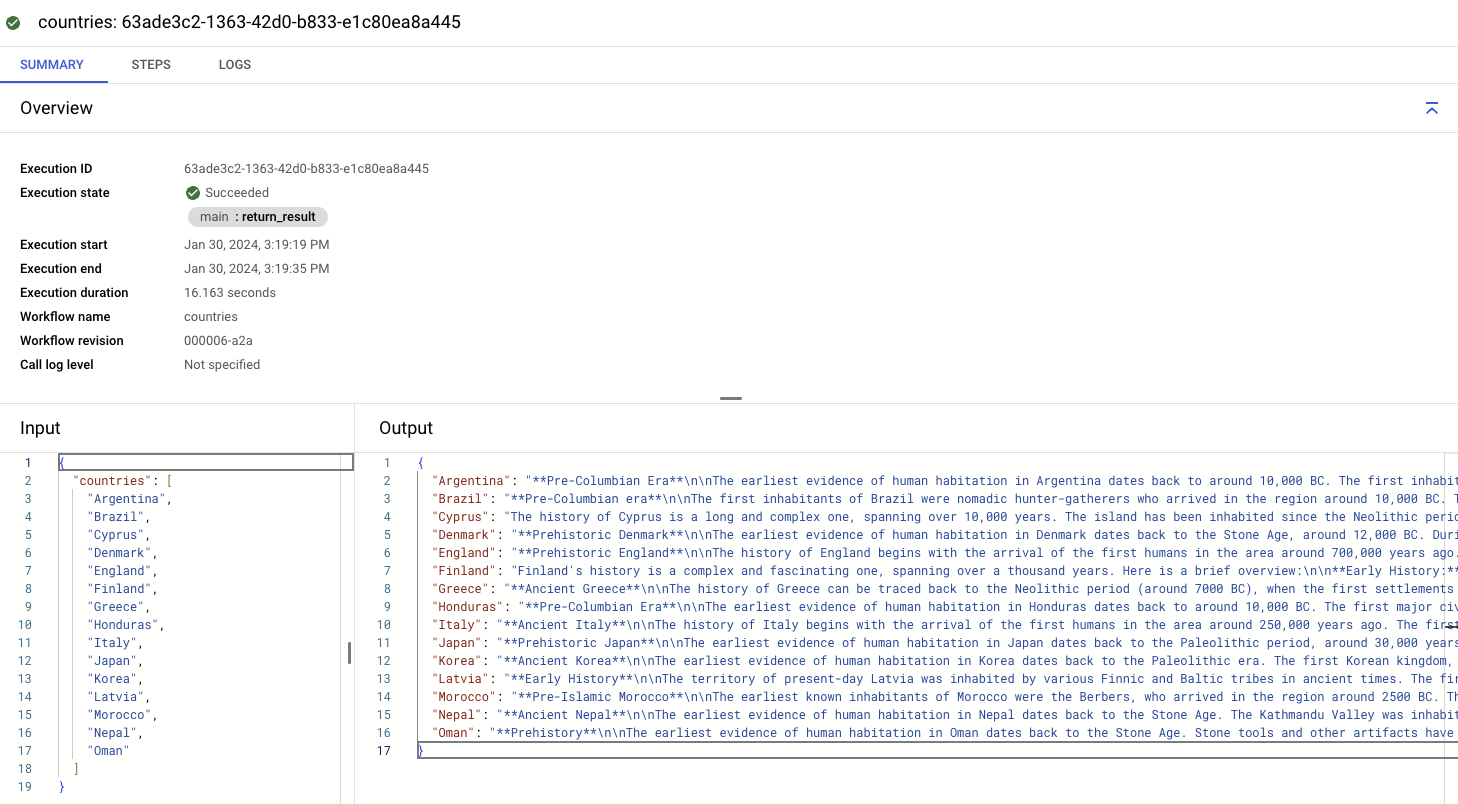 countries: 63ade3c2-1363-42d0-b833-e1c80ea8a445
SUMMARY STEPS LOGS
Overview
Execution ID 63ade3c2-1363-42d0-b833-e1c80ea8a445
Execution state Succeeded
main : return_result
Execution start Jan 30, 2024, 3:19:19 PM
Execution end Jan 30, 2024, 3:19:35 PM
Execution duration 16.163 seconds
Workflow name countries
Workflow revision 000006-a2a
Call log level Not specified
Input
1 {
2 "countries": [
3 "Argentina",
4 "Brazil",
5 "Cyprus",
6 "Denmark",
7 "England",
8 "Finland",
9 "Greece",
10 "Honduras",
11 "Italy",
12 "Japan",
13 "Korea",
14 "Latvia",
15 "Morocco",
16 "Nepal",
17 "Oman"
18 ]
19 }
Output
1 {
2 "Argentina": "**Pre-Columbian Era**\n\nThe earliest evidence of human habitation in Argentina dates back to around 10,000 BC. The first inhabit
3 "Brazil": "**Pre-Columbian era**\n\nThe first inhabitants of Brazil were nomadic hunter-gatherers who arrived in the region around 10,000 BC. T
4 "Cyprus": "The history of Cyprus is a long and complex one, spanning over 10,000 years. The island has been inhabited since the Neolithic perio
5 "Denmark": "**Prehistoric Denmark**\n\nThe earliest evidence of human habitation in Denmark dates back to the Stone Age, around 12,000 BC. Duri
6 "England": "**Prehistoric England**\n\nThe history of England begins with the arrival of the first humans in the area around 700,000 years ago.
7 "Finland": "Finland's history is a complex and fascinating one, spanning over a thousand years. Here is a brief overview:\n\n**Early History:**
8 "Greece": "**Ancient Greece**\n\nThe history of Greece can be traced back to the Neolithic period (around 7000 BC), when the first settlements
9 "Honduras": "**Pre-Columbian Era**\n\nThe earliest evidence of human habitation in Honduras dates back to around 10,000 BC. The first major civ
10 "Italy": "**Ancient Italy**\n\nThe history of Italy begins with the arrival of the first humans in the area around 250,000 years ago. The first
11 "Japan": "**Prehistoric Japan**\n\nThe earliest evidence of human habitation in Japan dates back to the Paleolithic period, around 30,000 years
12 "Korea": "**Ancient Korea**\n\nThe earliest evidence of human habitation in Korea dates back to the Paleolithic era. The first Korean kingdom,
13 "Latvia": "**Early History**\n\nThe territory of present-day Latvia was inhabited by various Finnic and Baltic tribes in ancient times. The fir
14 "Morocco": "**Pre-Islamic Morocco**\n\nThe earliest known inhabitants of Morocco were the Berbers, who arrived in the region around 2500 BC. Th
15 "Nepal": "**Ancient Nepal**\n\nThe earliest evidence of human habitation in Nepal dates back to the Stone Age. The Kathmandu Valley was inhabit
16 "Oman": "**Prehistory**\n\nThe earliest evidence of human habitation in Oman dates back to the Stone Age. Stone tools and other artifacts have
17 }